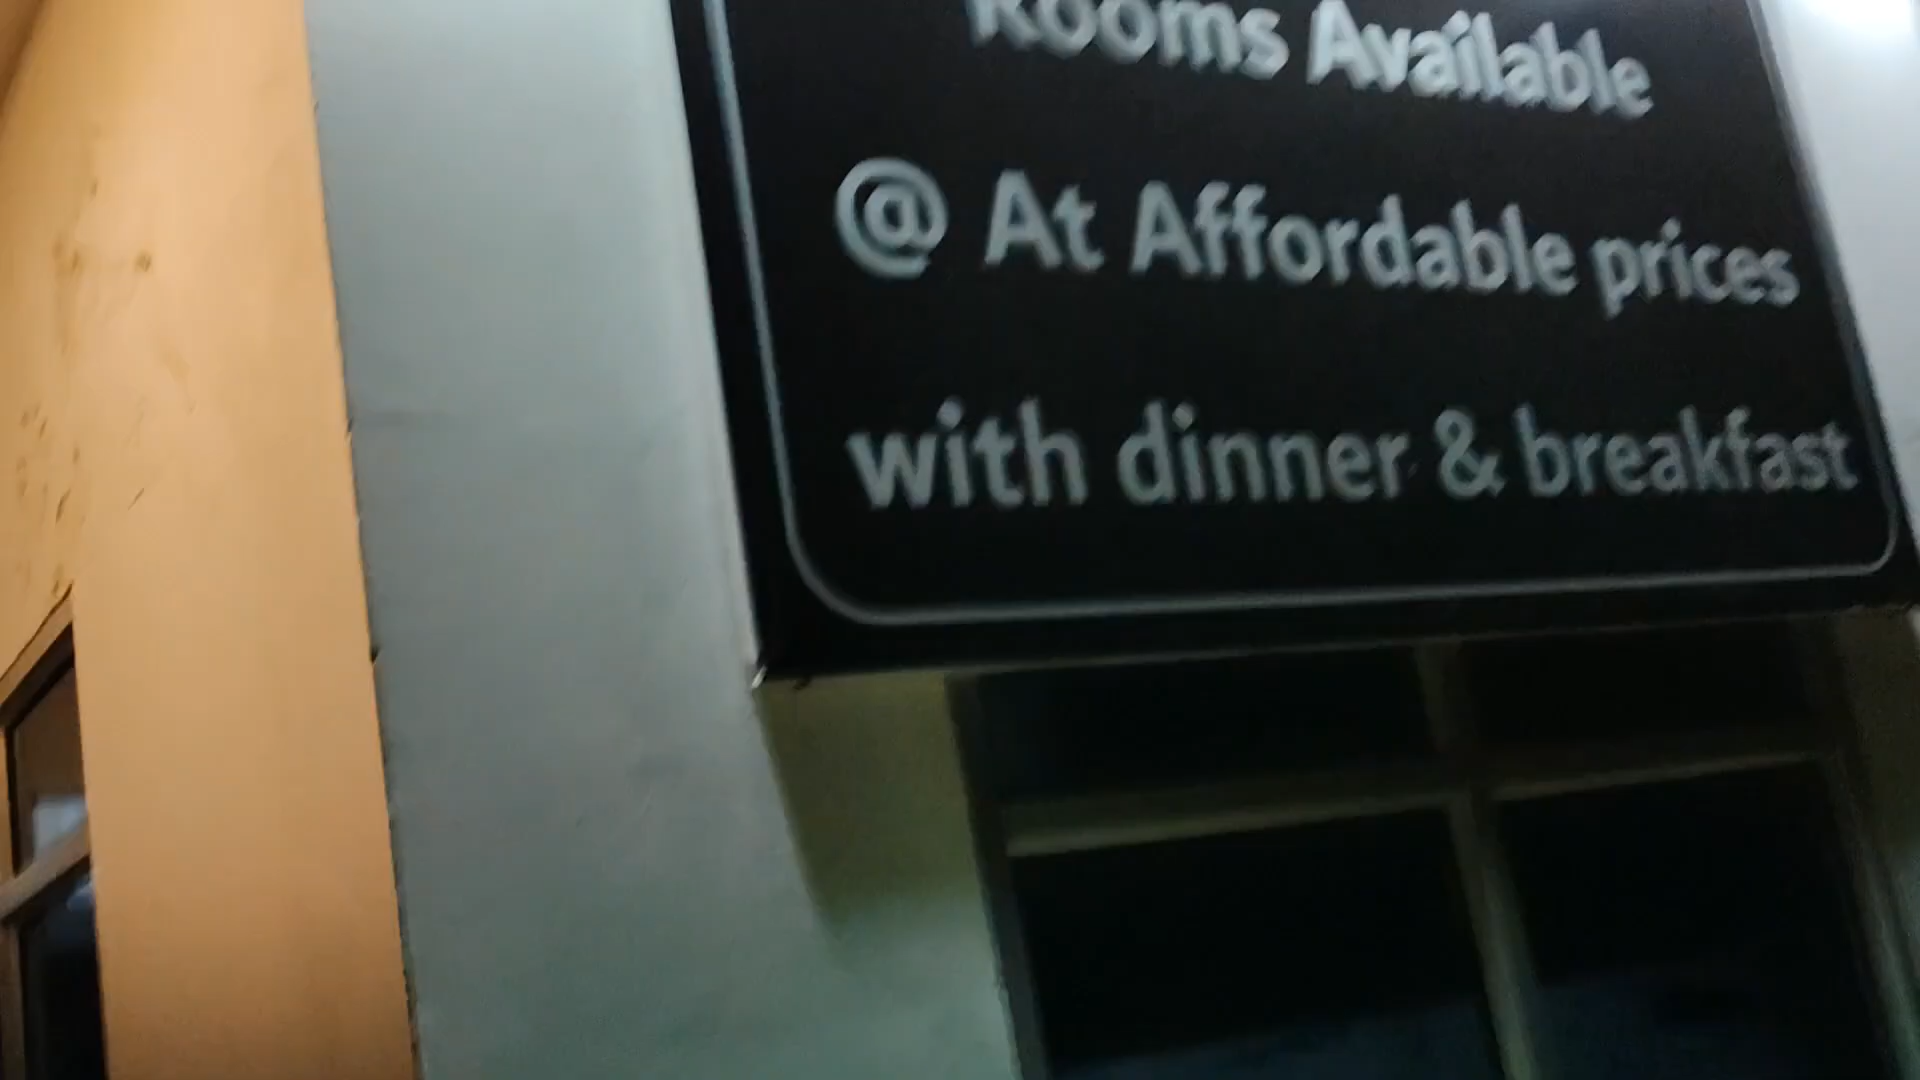 Rooms Available
@ At Affordable prices
with dinner & breakfast